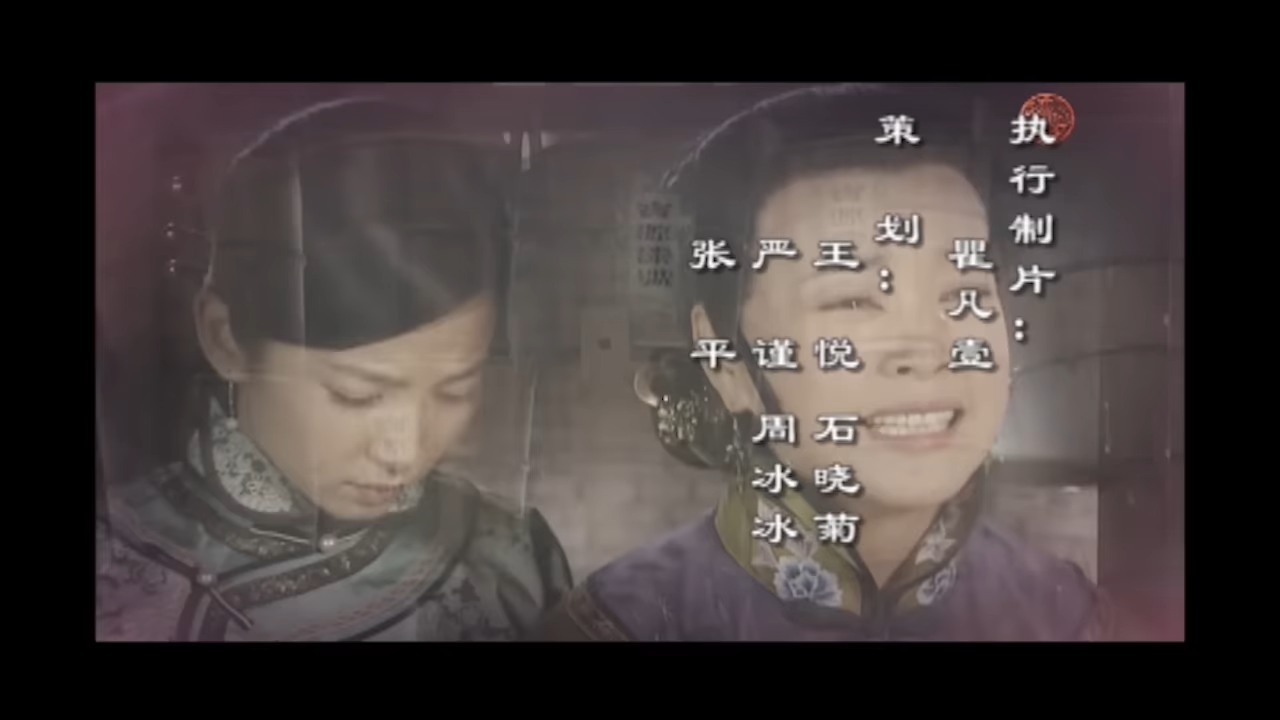 执行制片：
瞿凡壹
策划：
王悦 石晓菊
严谨 周冰冰
张平